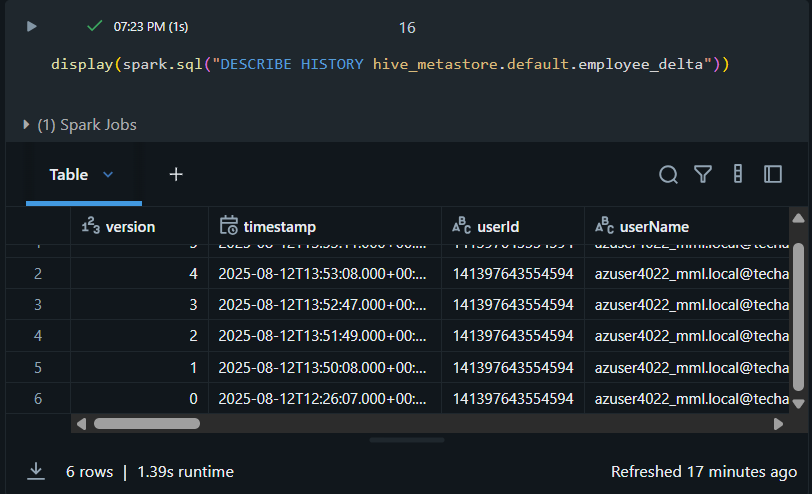 07:23 PM (1s)
16
display(spark.sql("DESCRIBE HISTORY hive_metastore.default.employee_delta"))
(1) Spark Jobs
Table
+
version timestamp userId userName
2 4 2025-08-12T13:53:08.000+00:... 141397643554594 azuser4022_mml.local@techa
3 3 2025-08-12T13:52:47.000+00:... 141397643554594 azuser4022_mml.local@techa
4 2 2025-08-12T13:51:49.000+00:... 141397643554594 azuser4022_mml.local@techa
5 1 2025-08-12T13:50:08.000+00:... 141397643554594 azuser4022_mml.local@techa
6 0 2025-08-12T12:26:07.000+00:... 141397643554594 azuser4022_mml.local@techa
6 rows | 1.39s runtime
Refreshed 17 minutes ago